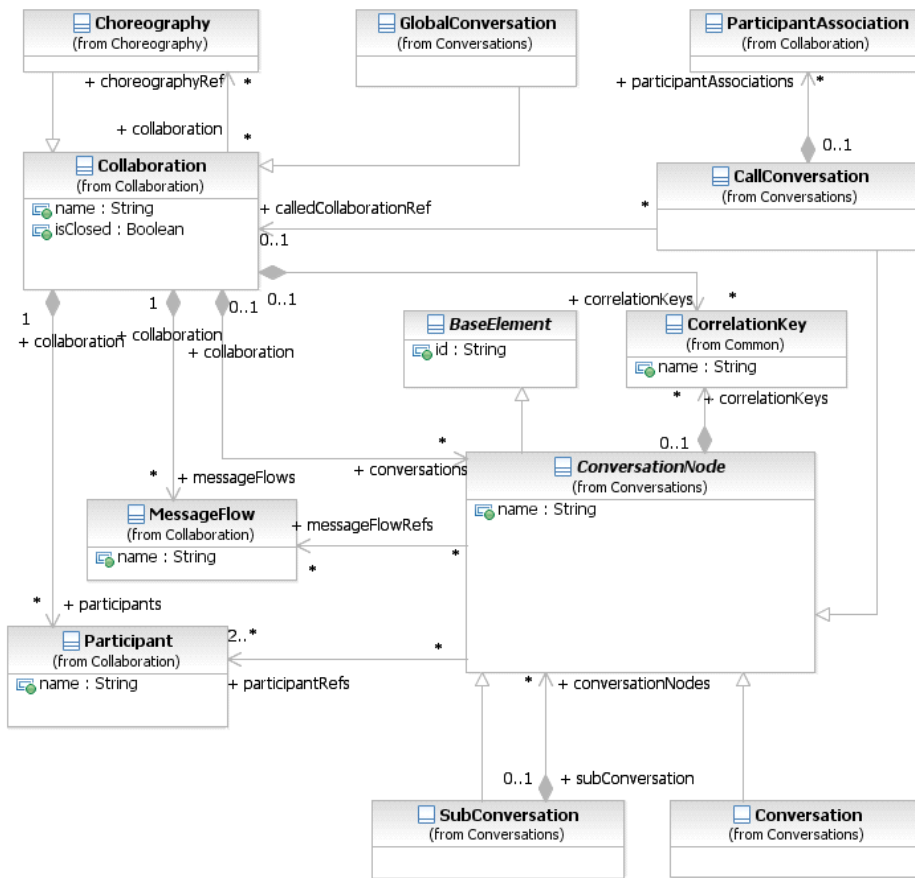 Choreography
(from Choreography)
GlobalConversation
(from Conversations)
ParticipantAssociation
(from Collaboration)
+ choreographyRef
*
+ participantAssociations
*
+ collaboration
*
0..1
Collaboration
(from Collaboration)
name : String
isClosed : Boolean
CallConversation
(from Conversations)
+ calledCollaborationRef
*
0..1
1
+ collaboration
1
+ collaboration
0..1
+ collaboration
0..1
+ correlationKeys
*
BaseElement
id : String
CorrelationKey
(from Common)
name : String
*
+ correlationKeys
0..1
*
+ conversations
ConversationNode
(from Conversations)
name : String
*
+ messageFlows
MessageFlow
(from Collaboration)
name : String
+ messageFlowRefs
*
*
*
+ participants
Participant
(from Collaboration)
name : String
2..*
*
+ participantRefs
*
+ conversationNodes
0..1
+ subConversation
SubConversation
(from Conversations)
Conversation
(from Conversations)